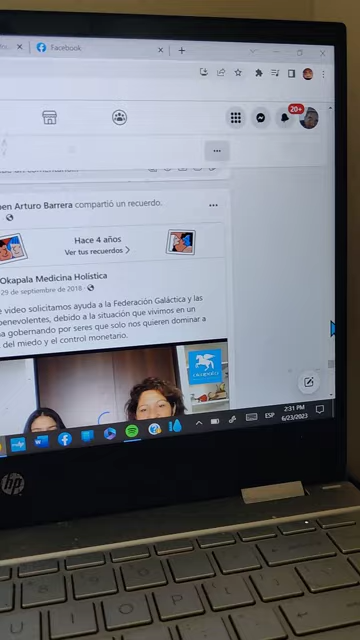 Facebook
20+
en Arturo Barrera compartió un recuerdo.
Hace 4 años
Ver tus recuerdos
Okapala Medicina Holistica
29 de septiembre de 2018
e video solicitamos ayuda a la Federación Galáctica y las
benevolentes, debido a la situación que vivimos en un
a gobernando por seres que solo nos quieren dominar a
del miedo y el control monetario.
ESP
2:31 PM
6/23/2023
hp
U I O P